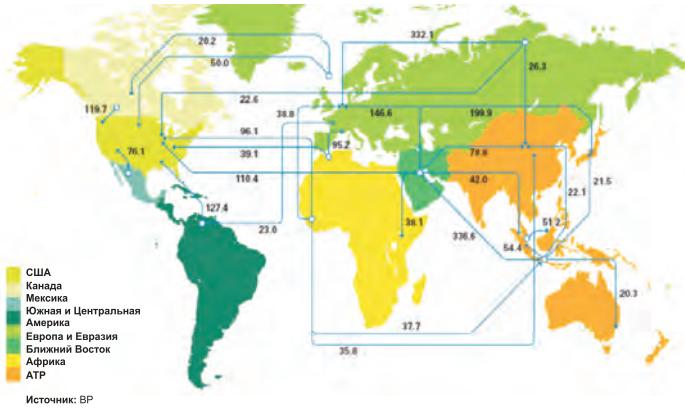 20.2
332.1
50.0
26.3
22.6
38.8
146.6
199.9
119.7
96.1
95.2
76.1
39.1
78.8
110.4
42.0
22.1
21.5
127.4
23.0
38.1
336.6
51.2
54.4
20.3
37.7
35.8
США
Канада
Мексика
Южная и Центральная
Америка
Европа и Евразия
Ближний Восток
Африка
АТР
Источник: BP